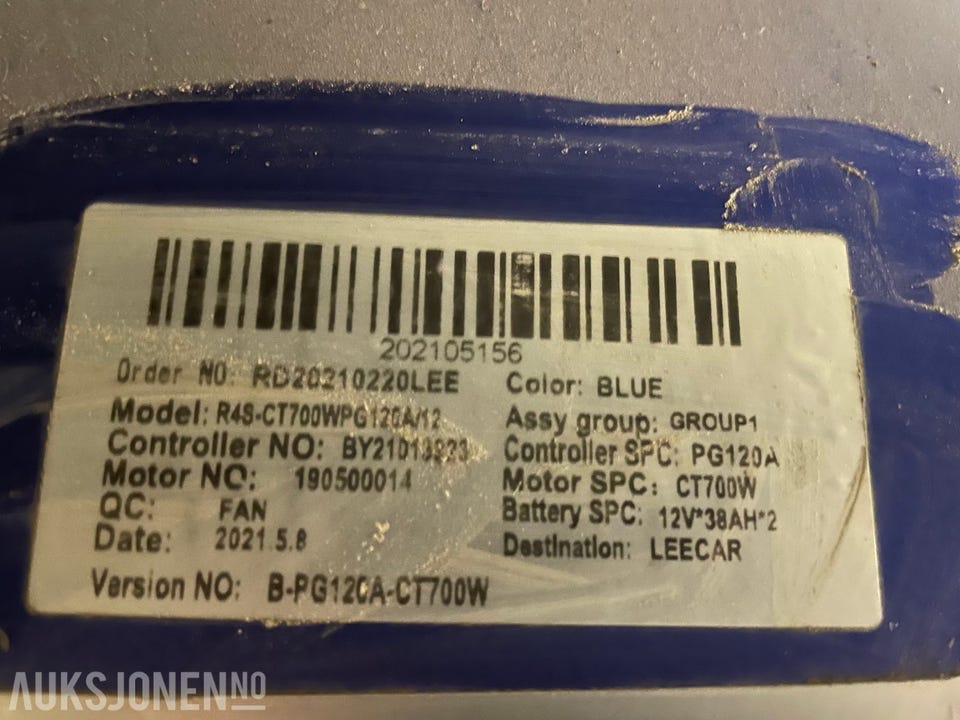 202105156
Order NO: RD20210220LEE Color: BLUE
Model: R4S-CT700WPG120A/12 Assy group: GROUP1
Controller NO: BY21013923 Controller SPC: PG120A
Motor NO: 190500014 Motor SPC: CT700W
QC: FAN Battery SPC: 12V*38AH*2
Date: 2021.5.8 Destination: LEECAR
Version NO: B-PG120A-CT700W
AUKSJONEN.NO